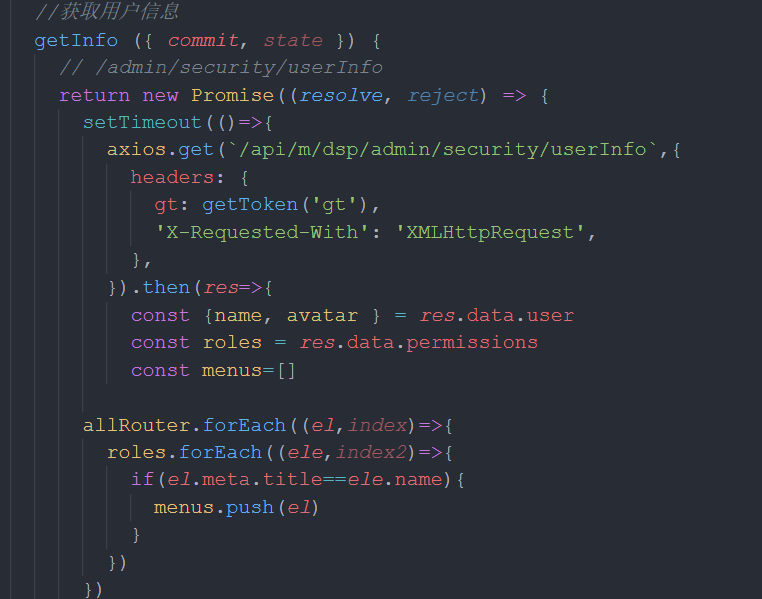 //获取用户信息
getInfo ({ commit, state }) {
// /admin/security/userInfo
return new Promise((resolve, reject) => {
setTimeout(()=>{
axios.get(`/api/m/dsp/admin/security/userInfo`,{
headers: {
gt: getToken('gt'),
'X-Requested-With': 'XMLHttpRequest',
},
}).then(res=>{
const {name, avatar } = res.data.user
const roles = res.data.permissions
const menus=[]
allRouter.forEach((el,index)=>{
roles.forEach((ele,index2)=>{
if(el.meta.title==ele.name){
menus.push(el)
}
})
})